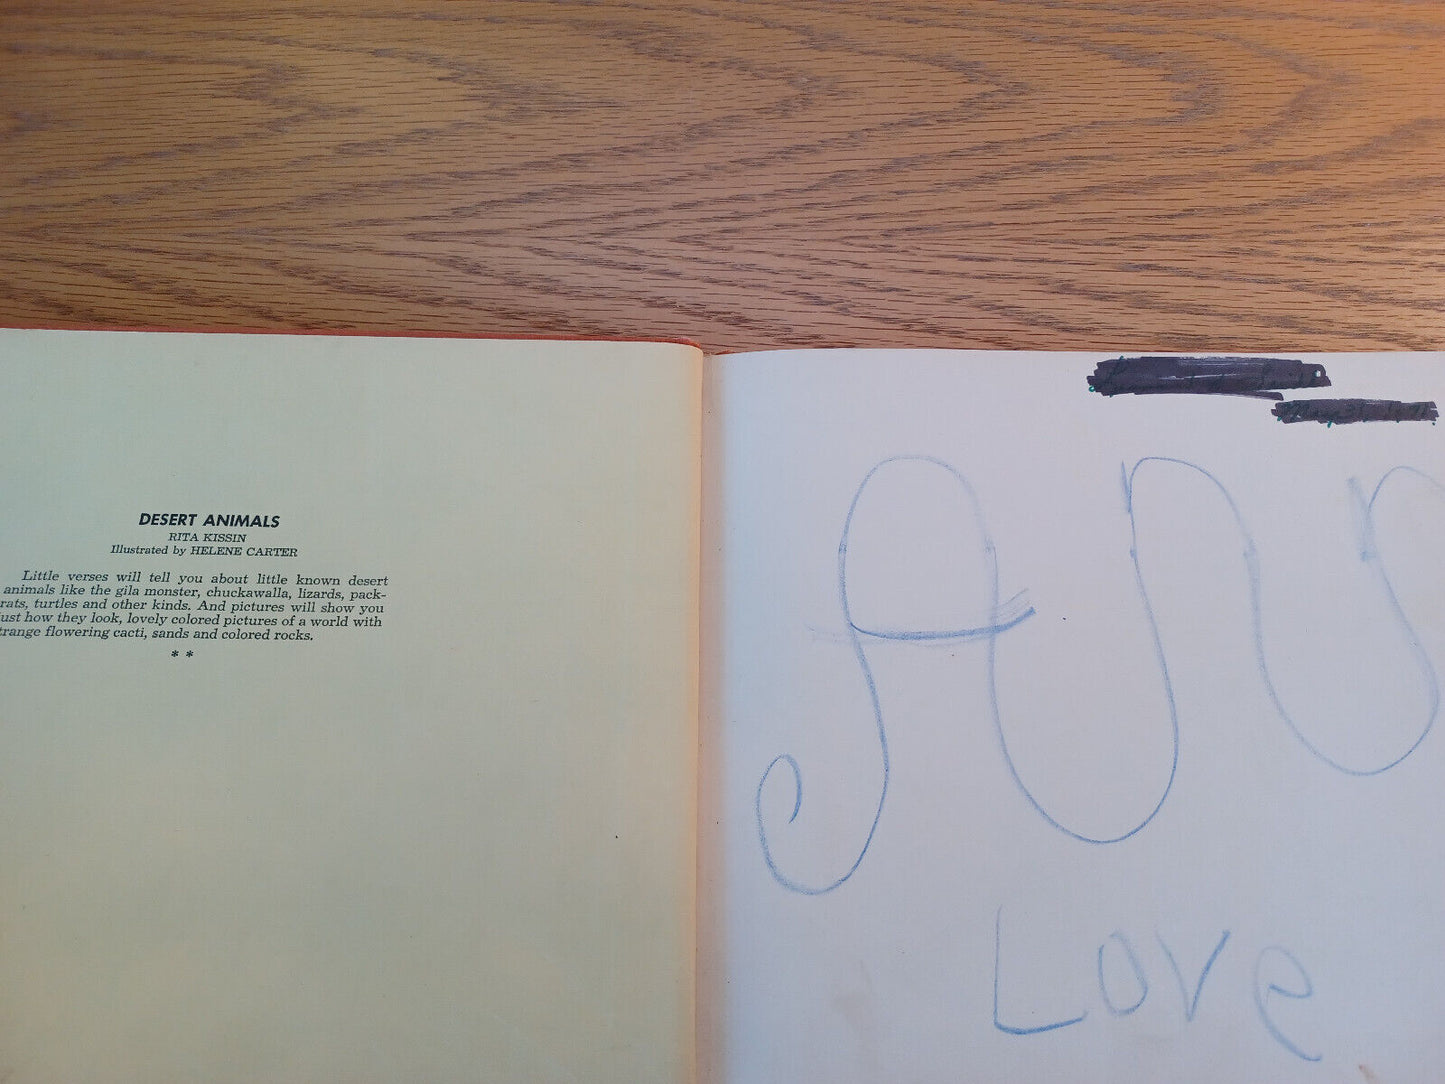 DESERT ANIMALS
RITA KISSIN
Illustrated by HELENE CARTER
Little verses will tell you about little known desert
animals like the gila monster, chuckawalla, lizards, pack-
rats, turtles and other kinds. And pictures will show you
just how they look, lovely colored pictures of a world with
strange flowering cacti, sands and colored rocks.
* *
Ann
Love